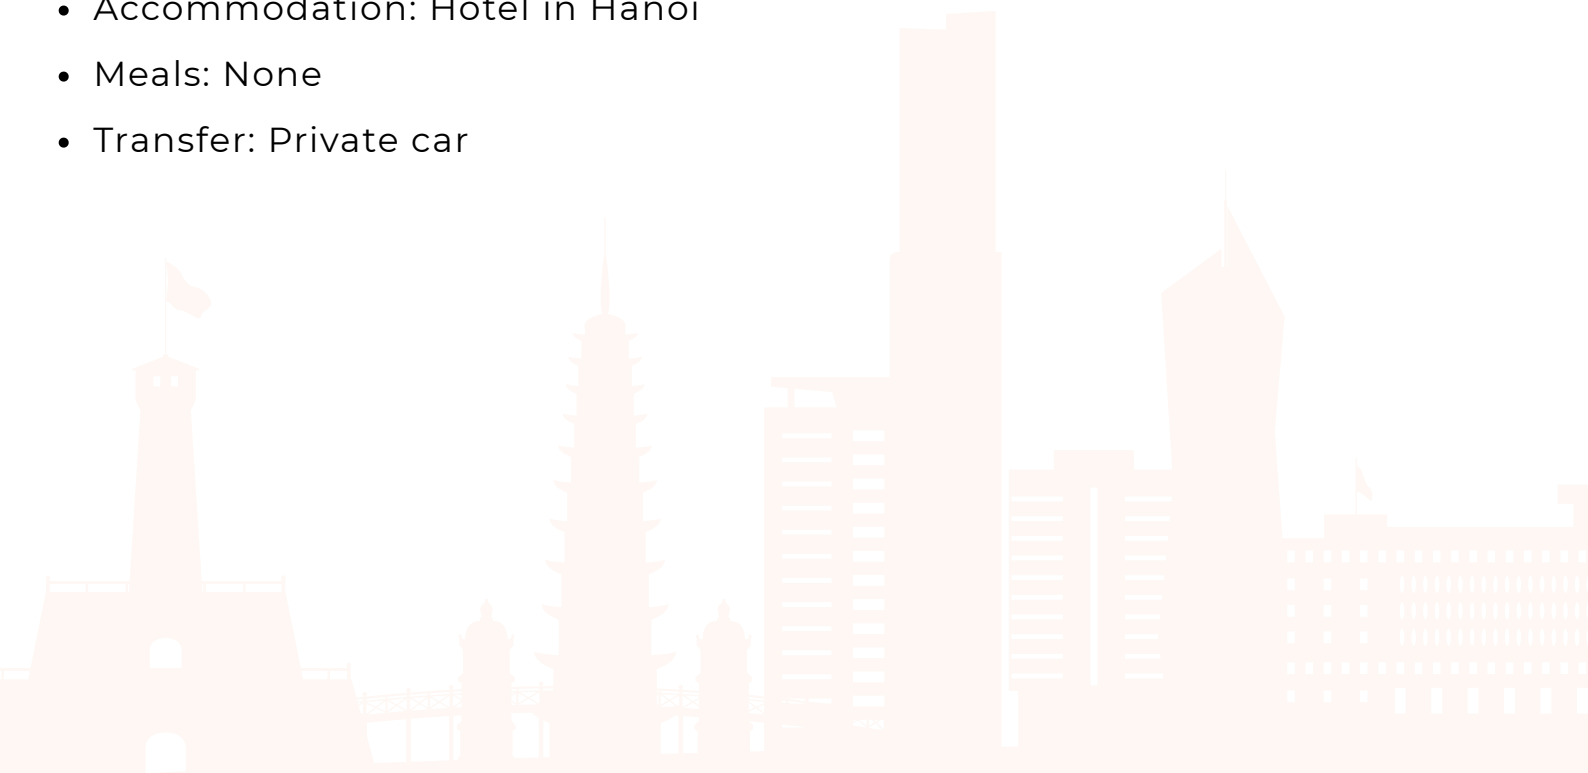 • Accommodation: Hotel in Hanoi
• Meals: None
• Transfer: Private car